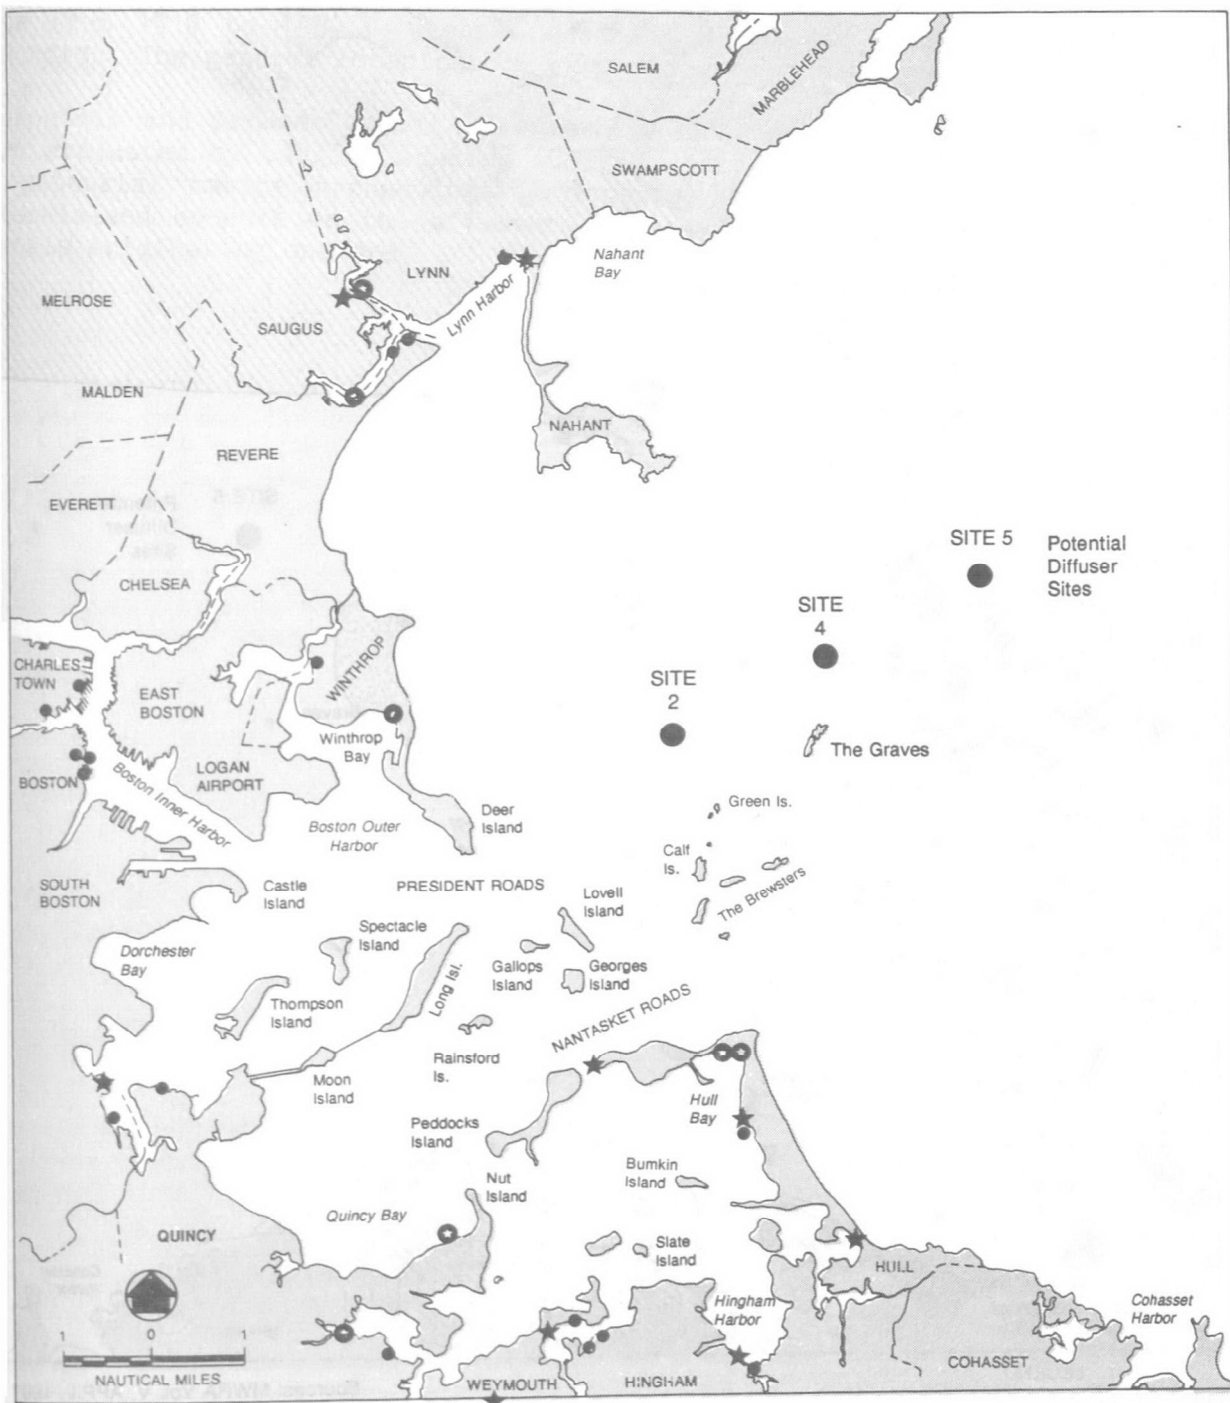 SALEM
MARBLEHEAD
SWAMPSCOTT
Nahant
Bay
LYNN
Lynn Harbor
MELROSE
SAUGUS
MALDEN
NAHANT
REVERE
EVERETT
SITE 5
Potential
Diffuser
Sites
CHELSEA
SITE
4
CHARLES
TOWN
WINTHROP
EAST
BOSTON
SITE
2
Winthrop
Bay
The Graves
BOSTON
Boston Inner Harbor
LOGAN
AIRPORT
Green Is.
Deer
Island
Boston Outer
Harbor
Calf
Is.
SOUTH
BOSTON
Castle
Island
PRESIDENT ROADS
Lovell
Island
The Brewsters
Spectacle
Island
Dorchester
Bay
Long Isl.
Gallops
Island
Georges
Island
Thompson
Island
NANTASKET ROADS
Rainsford
Is.
Moon
Island
Hull
Bay
Peddocks
Island
Nut
Island
Bumkin
Island
Quincy Bay
QUINCY
Slate
Island
HULL
Hingham
Harbor
Cohasset
Harbor
1 0 1
NAUTICAL MILES
WEYMOUTH
HINGHAM
COHASSET